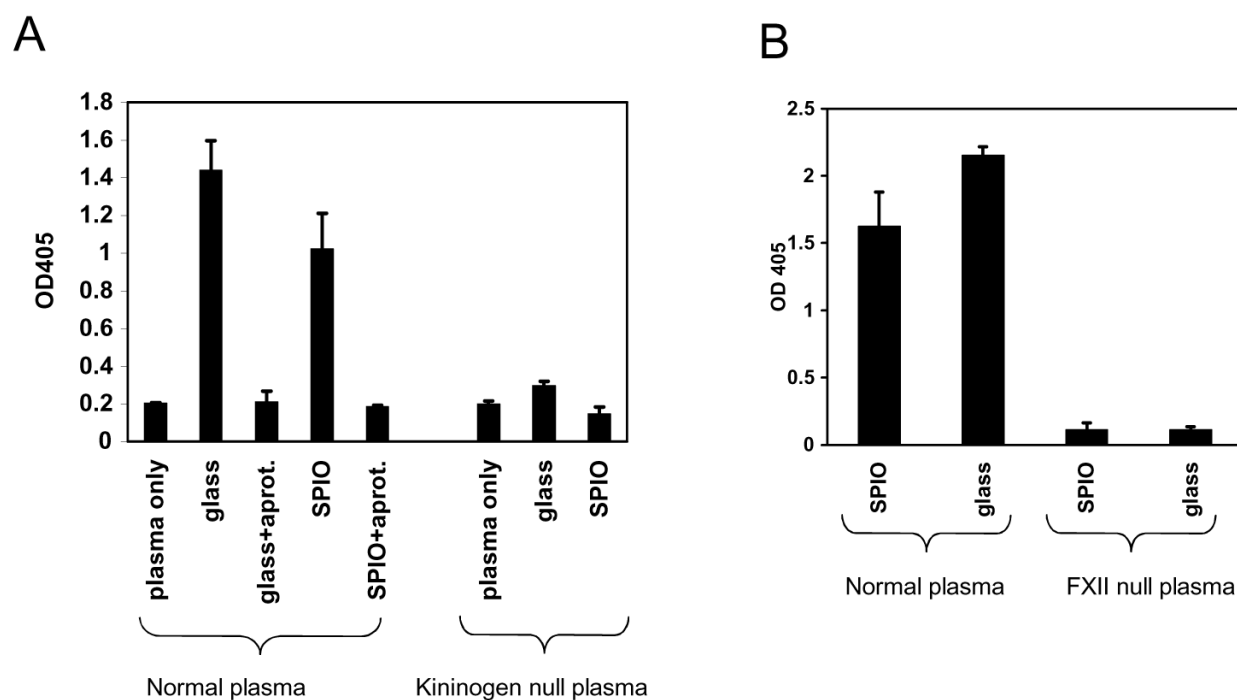 A
OD405
1.8
1.6
1.4
1.2
1
0.8
0.6
0.4
0.2
0
plasma only
glass
glass+aprot.
SPIO
SPIO+aprot.
plasma only
glass
SPIO
Normal plasma
Kininogen null plasma
B
OD 405
2.5
2
1.5
1
0.5
0
SPIO
glass
SPIO
glass
Normal plasma
FXII null plasma